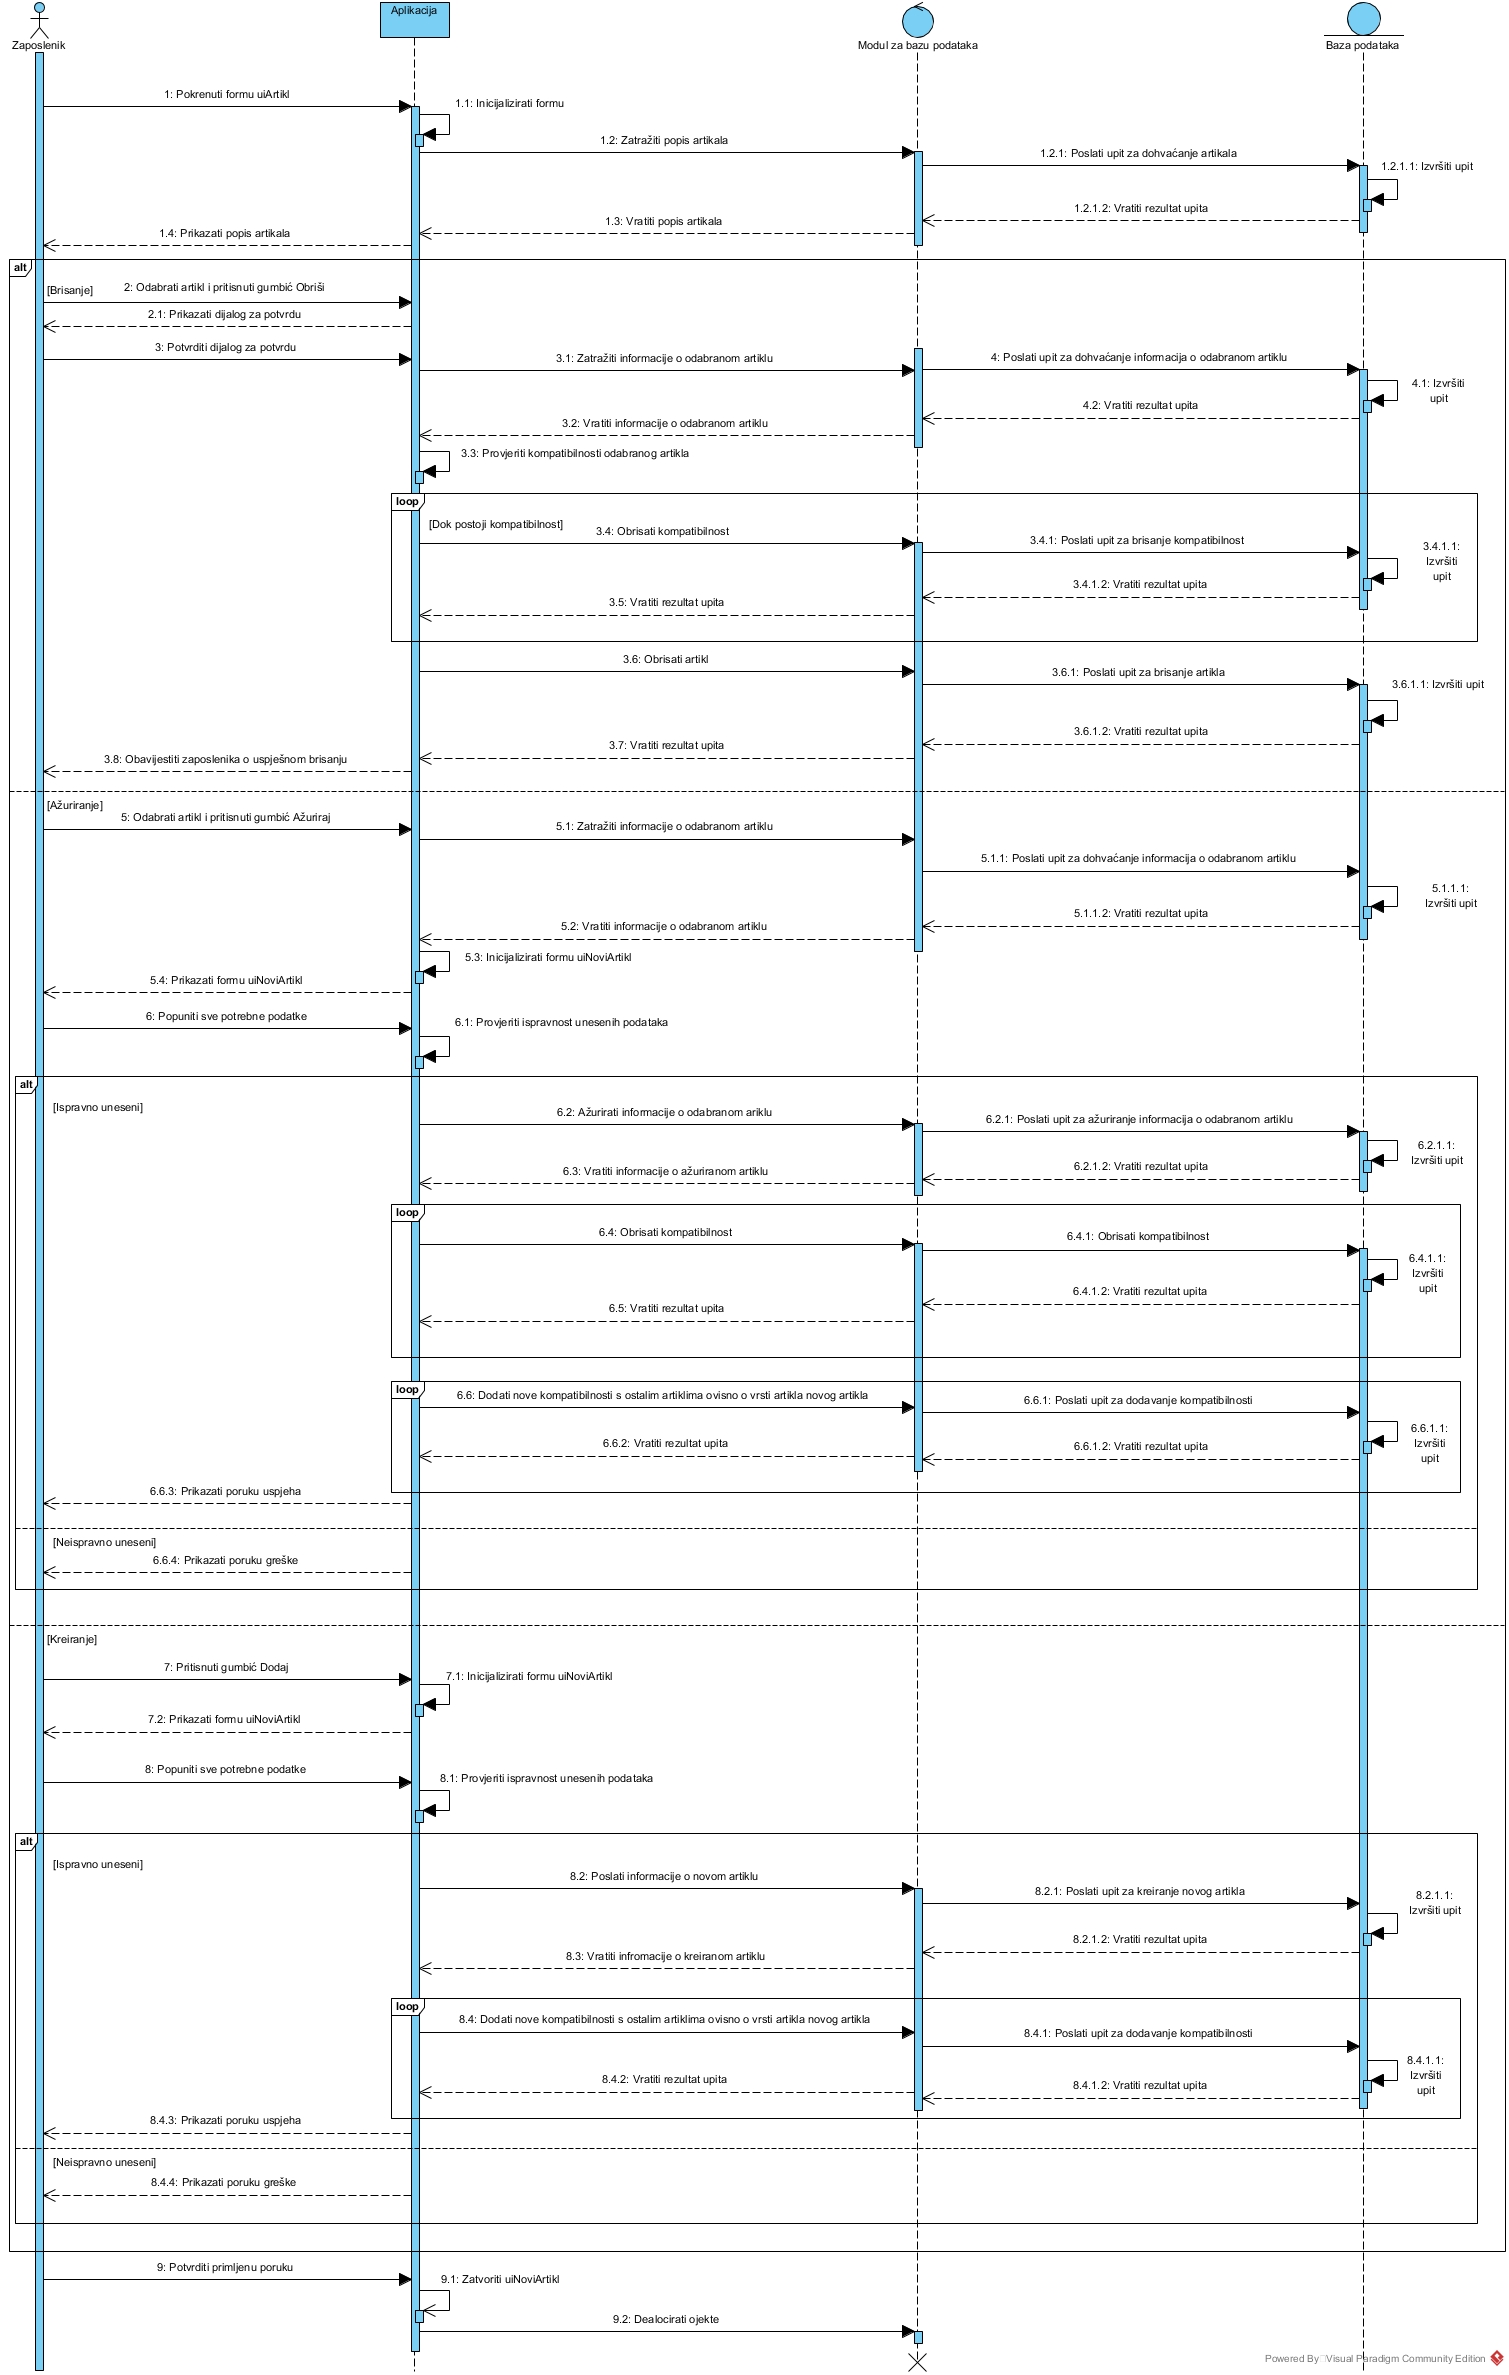 Zaposlenik
Aplikacija
Modul za bazu podataka
Baza podataka
1: Pokrenuti formu uiArtikl
1.1: Inicijalizirati formu
1.2: Zatražiti popis artikala
1.2.1: Poslati upit za dohvaćanje artikala
1.2.1.1: Izvršiti upit
1.2.1.2: Vratiti rezultat upita
1.3: Vratiti popis artikala
1.4: Prikazati popis artikala
alt
[Brisanje]
2: Odabrati artikl i pritisnuti gumbić Obriši
2.1: Prikazati dijalog za potvrdu
3: Potvrditi dijalog za potvrdu
3.1: Zatražiti informacije o odabranom artiklu
4: Poslati upit za dohvaćanje informacija o odabranom artiklu
4.1: Izvršiti
upit
4.2: Vratiti rezultat upita
3.2: Vratiti informacije o odabranom artiklu
3.3: Provjeriti kompatibilnosti odabranog artikla
loop
[Dok postoji kompatibilnost]
3.4: Obrisati kompatibilnost
3.4.1: Poslati upit za brisanje kompatibilnost
3.4.1.1:
Izvršiti
upit
3.4.1.2: Vratiti rezultat upita
3.5: Vratiti rezultat upita
3.6: Obrisati artikl
3.6.1: Poslati upit za brisanje artikla
3.6.1.1: Izvršiti upit
3.6.1.2: Vratiti rezultat upita
3.7: Vratiti rezultat upita
3.8: Obavijestiti zaposlenika o uspješnom brisanju
[Ažuriranje]
5: Odabrati artikl i pritisnuti gumbić Ažuriraj
5.1: Zatražiti informacije o odabranom artiklu
5.1.1: Poslati upit za dohvaćanje informacija o odabranom artiklu
5.1.1.1:
Izvršiti upit
5.1.1.2: Vratiti rezultat upita
5.2: Vratiti informacije o odabranom artiklu
5.3: Inicijalizirati formu uiNoviArtikl
5.4: Prikazati formu uiNoviArtikl
6: Popuniti sve potrebne podatke
6.1: Provjeriti ispravnost unesenih podataka
alt
[Ispravno uneseni]
6.2: Ažurirati informacije o odabranom ariklu
6.2.1: Poslati upit za ažuriranje informacija o odabranom artiklu
6.2.1.1:
Izvršiti upit
6.2.1.2: Vratiti rezultat upita
6.3: Vratiti informacije o ažuriranom artiklu
loop
6.4: Obrisati kompatibilnost
6.4.1: Obrisati kompatibilnost
6.4.1.1:
Izvršiti
upit
6.4.1.2: Vratiti rezultat upita
6.5: Vratiti rezultat upita
loop
6.6: Dodati nove kompatibilnosti s ostalim artiklima ovisno o vrsti artikla novog artikla
6.6.1: Poslati upit za dodavanje kompatibilnosti
6.6.1.1:
Izvršiti
upit
6.6.2: Vratiti rezultat upita
6.6.1.2: Vratiti rezultat upita
6.6.3: Prikazati poruku uspjeha
[Neispravno uneseni]
6.6.4: Prikazati poruku greške
[Kreiranje]
7: Pritisnuti gumbić Dodaj
7.1: Inicijalizirati formu uiNoviArtikl
7.2: Prikazati formu uiNoviArtikl
8: Popuniti sve potrebne podatke
8.1: Provjeriti ispravnost unesenih podataka
alt
[Ispravno uneseni]
8.2: Poslati informacije o novom artiklu
8.2.1: Poslati upit za kreiranje novog artikla
8.2.1.1:
Izvršiti upit
8.2.1.2: Vratiti rezultat upita
8.3: Vratiti infromacije o kreiranom artiklu
loop
8.4: Dodati nove kompatibilnosti s ostalim artiklima ovisno o vrsti artikla novog artikla
8.4.1: Poslati upit za dodavanje kompatibilnosti
8.4.1.1:
Izvršiti
upit
8.4.2: Vratiti rezultat upita
8.4.1.2: Vratiti rezultat upita
8.4.3: Prikazati poruku uspjeha
[Neispravno uneseni]
8.4.4: Prikazati poruku greške
9: Potvrditi primljenu poruku
9.1: Zatvoriti uiNoviArtikl
9.2: Dealocirati ojekte
Powered By Visual Paradigm Community Edition